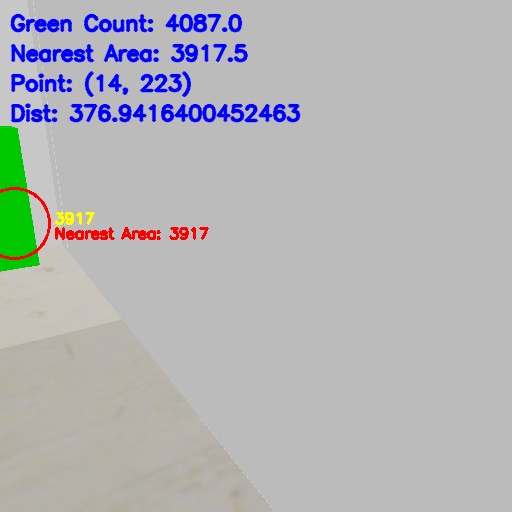 Green Count: 4087.0
Nearest Area: 3917.5
Point: (14, 223)
Dist: 376.9416400452463
3917
Nearest Area: 3917